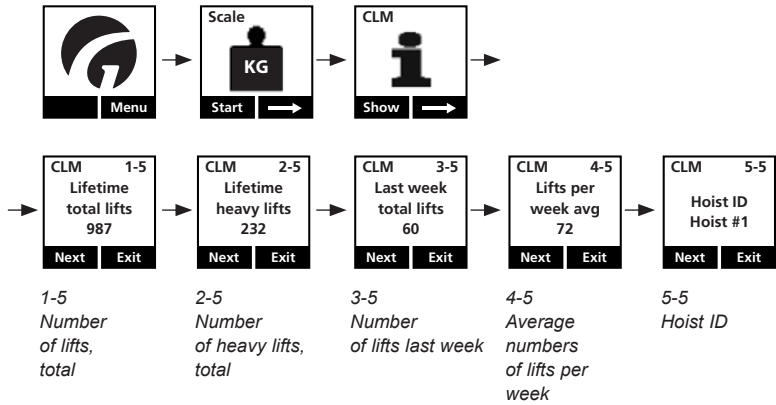 Menu
Scale
KG
Start
CLM
Show
CLM 1-5
Lifetime
total lifts
987
Next Exit
CLM 2-5
Lifetime
heavy lifts
232
Next Exit
CLM 3-5
Last week
total lifts
60
Next Exit
CLM 4-5
Lifts per
week avg
72
Next Exit
CLM 5-5
Hoist ID
Hoist #1
Next Exit
1-5
Number
of lifts,
total
2-5
Number
of heavy lifts,
total
3-5
Number
of lifts last week
4-5
Average
numbers
of lifts per
week
5-5
Hoist ID